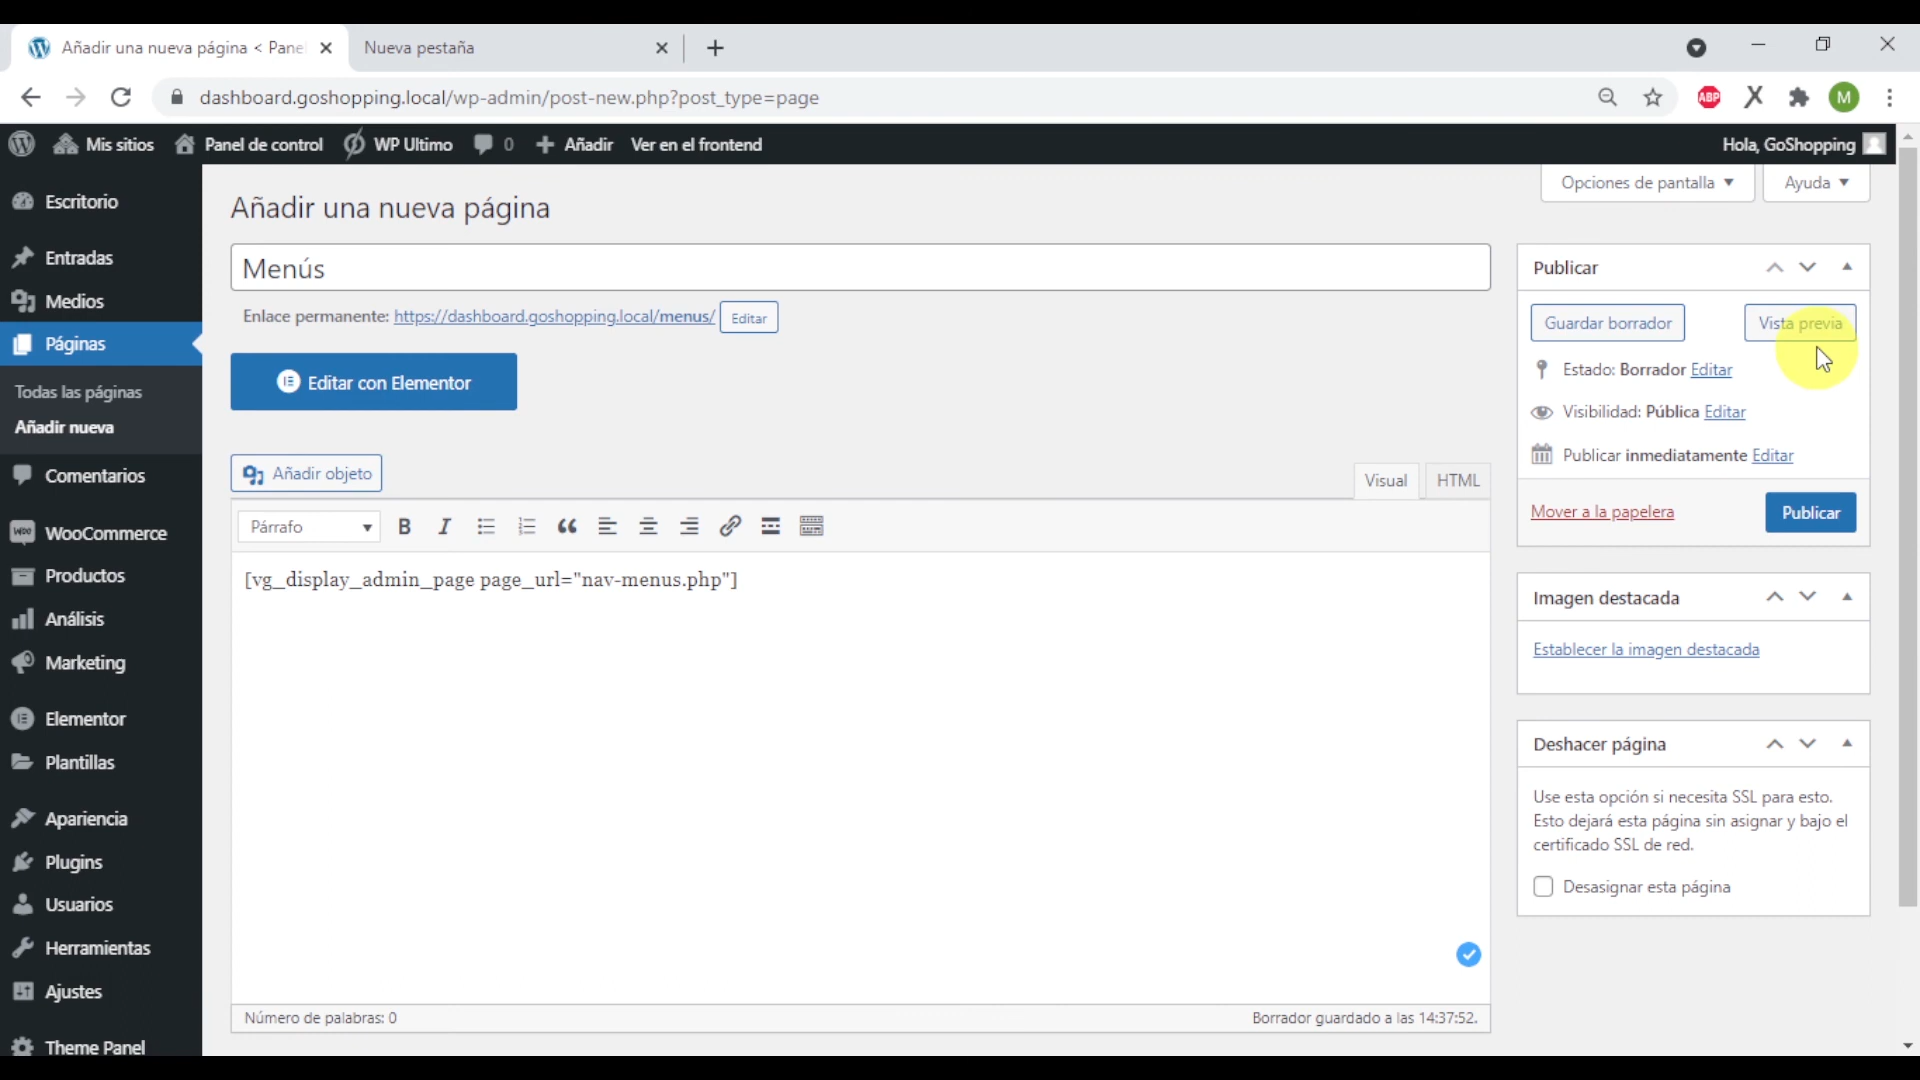 Añadir una nueva página < Pane
Nueva pestaña
dashboard.goshopping.local/wp-admin/post-new.php?post_type=page
ABP
M
Mis sitios
Panel de control
WP Ultimo
0
Añadir
Ver en el frontend
Hola, GoShopping
Escritorio
Entradas
Medios
Páginas
Todas las páginas
Añadir nueva
Comentarios
WooCommerce
Productos
Análisis
Marketing
Elementor
Plantillas
Apariencia
Plugins
Usuarios
Herramientas
Ajustes
Theme Panel
Opciones de pantalla
Ayuda
Añadir una nueva página
Menús
Enlace permanente: https://dashboard.goshopping.local/menus/ Editar
Editar con Elementor
Añadir objeto
Visual
HTML
Párrafo
B
I
[vg_display_admin_page page_url="nav-menus.php"]
Número de palabras: 0
Borrador guardado a las 14:37:52.
Publicar
Guardar borrador
Vista previa
Estado: Borrador Editar
Visibilidad: Pública Editar
Publicar inmediatamente Editar
Mover a la papelera
Publicar
Imagen destacada
Establecer la imagen destacada
Deshacer página
Use esta opción si necesita SSL para esto.
Esto dejará esta página sin asignar y bajo el
certificado SSL de red.
Desasignar esta página